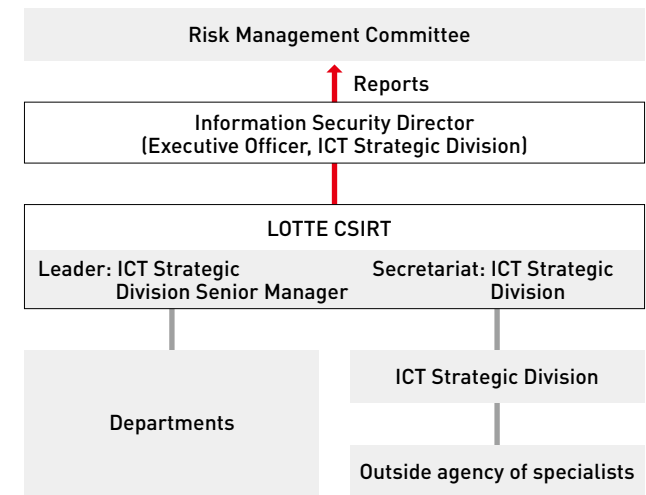 Risk Management Committee
Reports
Information Security Director
(Executive Officer, ICT Strategic Division)
LOTTE CSIRT
Leader: ICT Strategic
Division Senior Manager
Secretariat: ICT Strategic
Division
Departments
ICT Strategic Division
Outside agency of specialists